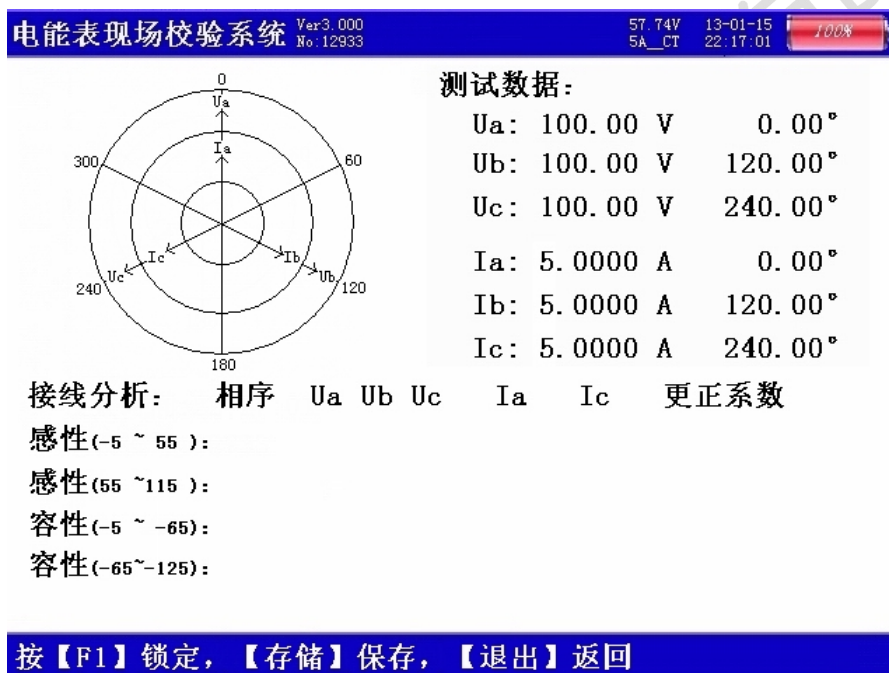 电能表现场校验系统 Ver3.000 No:12933 57.74V 5A__CT 13-01-15 22:17:01 100%
0
Ua
Ia
300
60
Ic
Ib
Uc
Ub
240
120
180
测试数据:
Ua: 100.00 V 0.00°
Ub: 100.00 V 120.00°
Uc: 100.00 V 240.00°
Ia: 5.0000 A 0.00°
Ib: 5.0000 A 120.00°
Ic: 5.0000 A 240.00°
接线分析: 相序 Ua Ub Uc Ia Ic 更正系数
感性(-5 ~ 55 ):
感性(55 ~115 ):
容性(-5 ~ -65):
容性(-65~-125):
按【F1】锁定,【存储】保存,【退出】返回